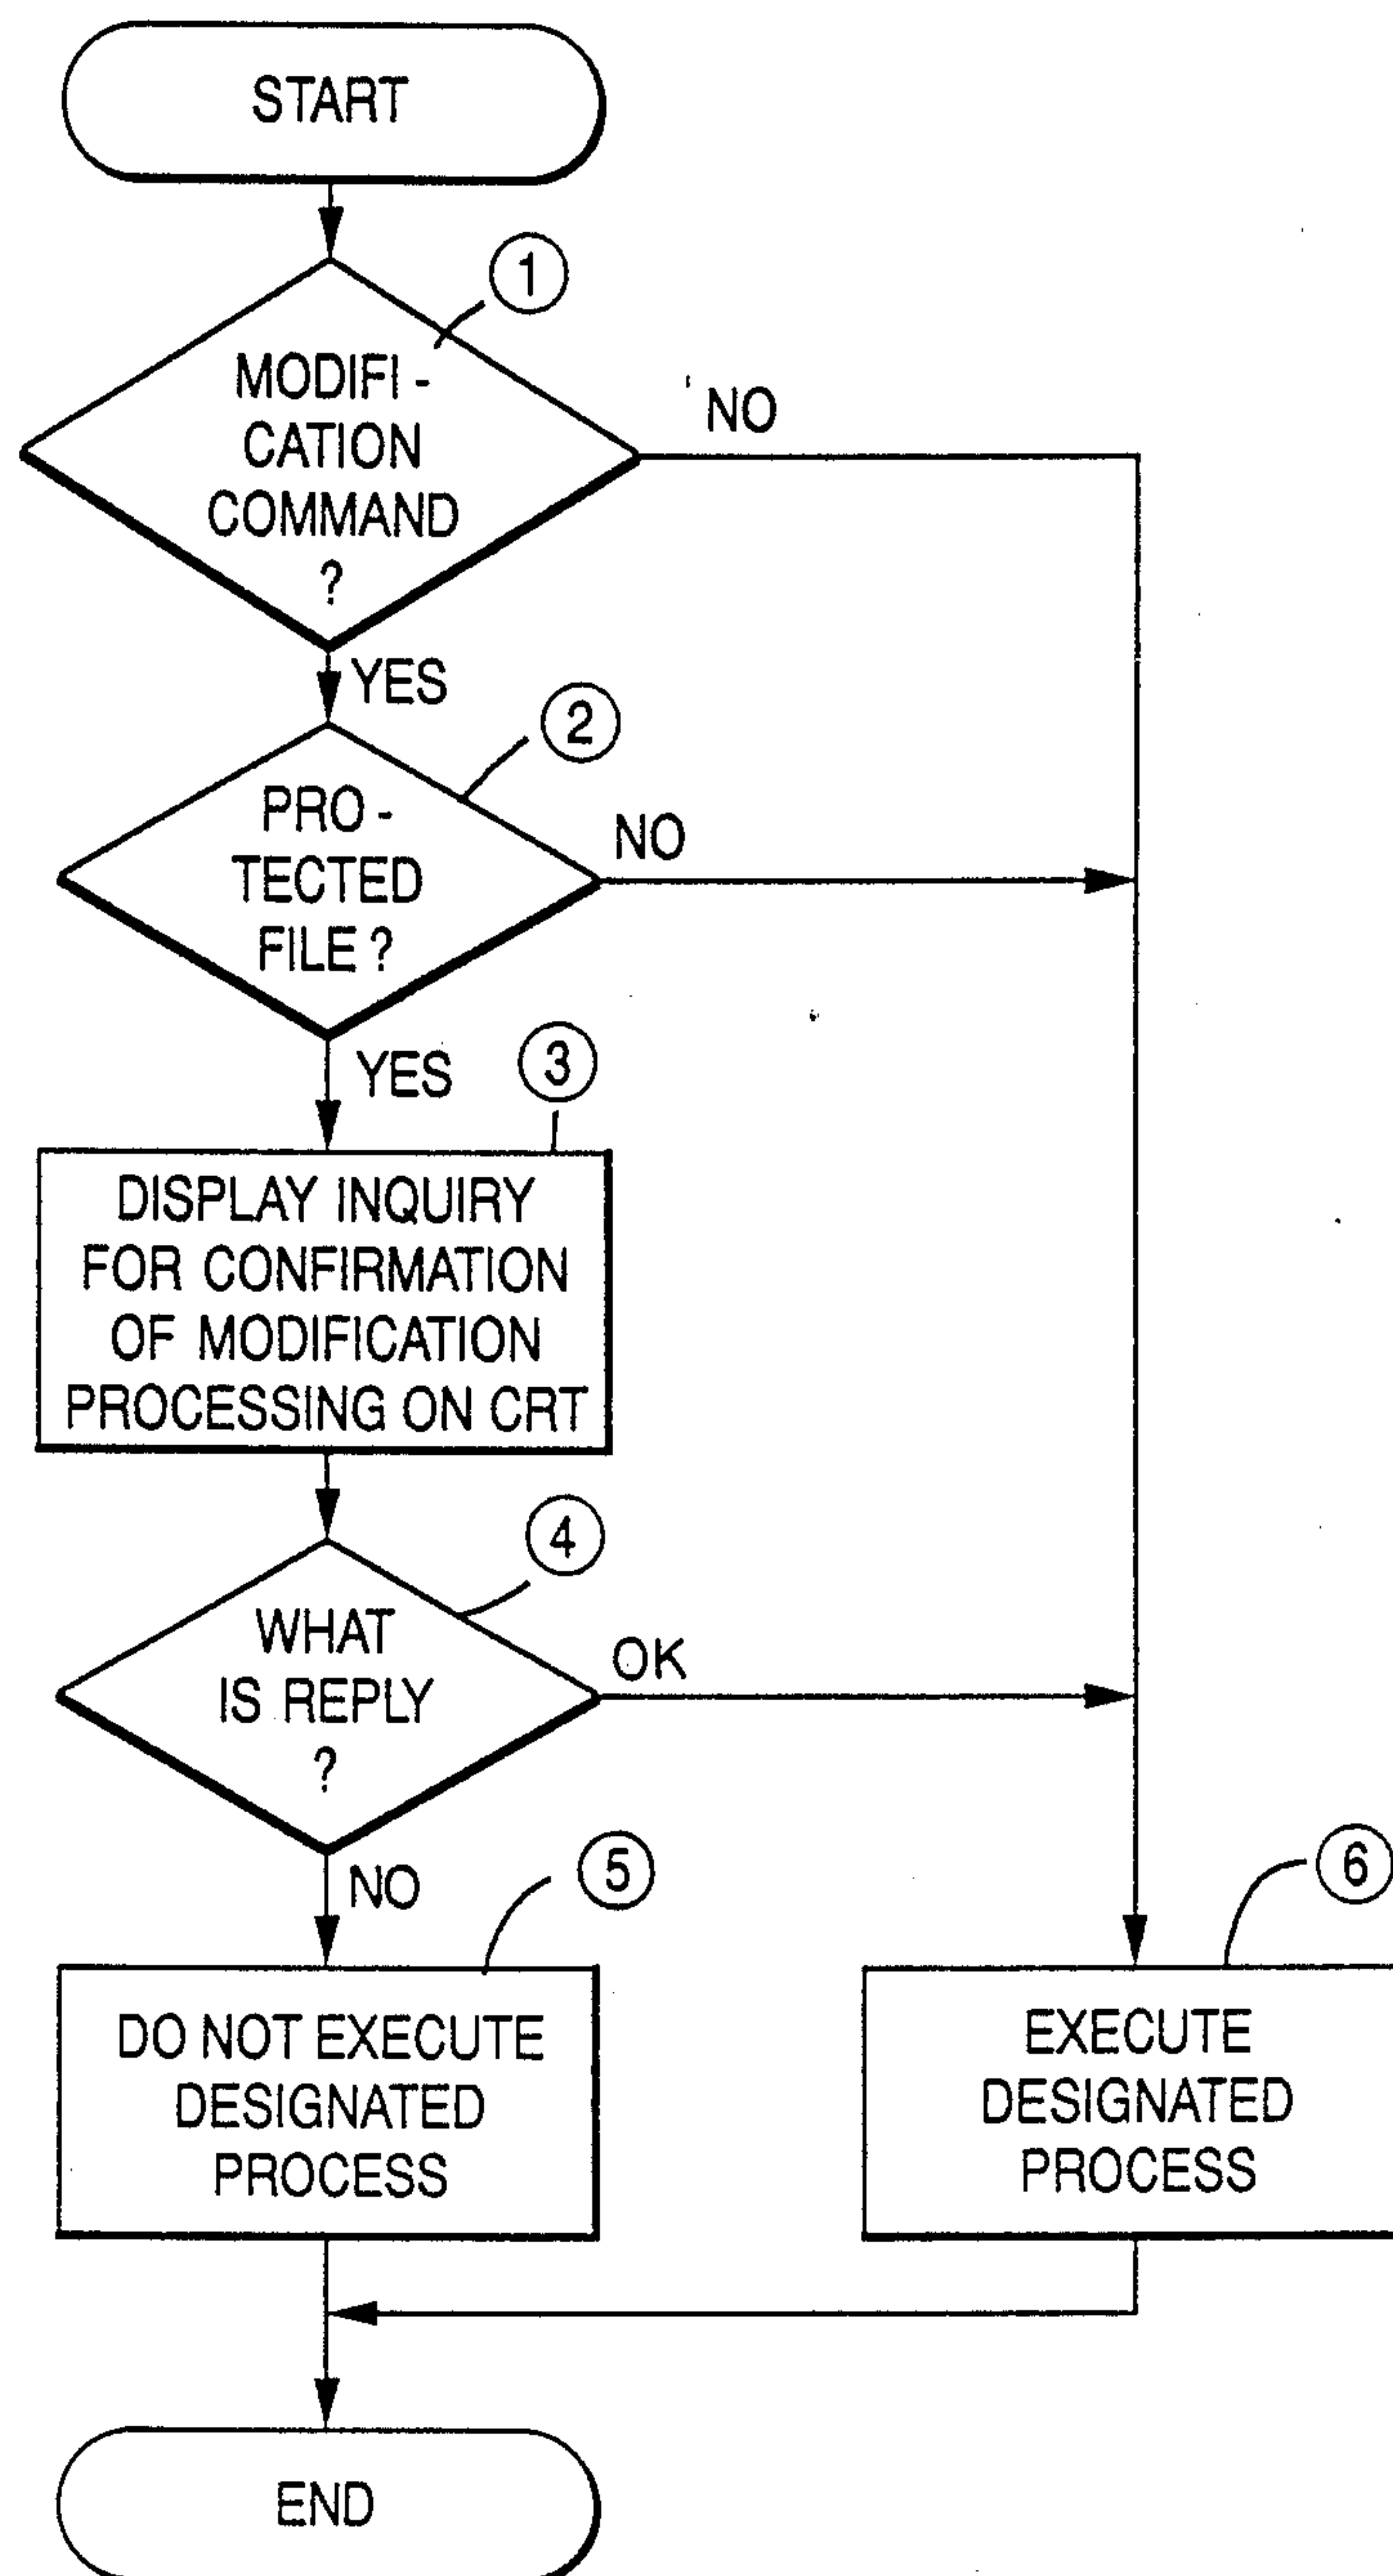 START
1
MODIFI-
CATION
COMMAND
?
NO
YES
2
PRO-
TECTED
FILE?
NO
YES
3
DISPLAY INQUIRY
FOR CONFIRMATION
OF MODIFICATION
PROCESSING ON CRT
4
WHAT
IS REPLY
?
OK
NO
5
DO NOT EXECUTE
DESIGNATED
PROCESS
6
EXECUTE
DESIGNATED
PROCESS
END